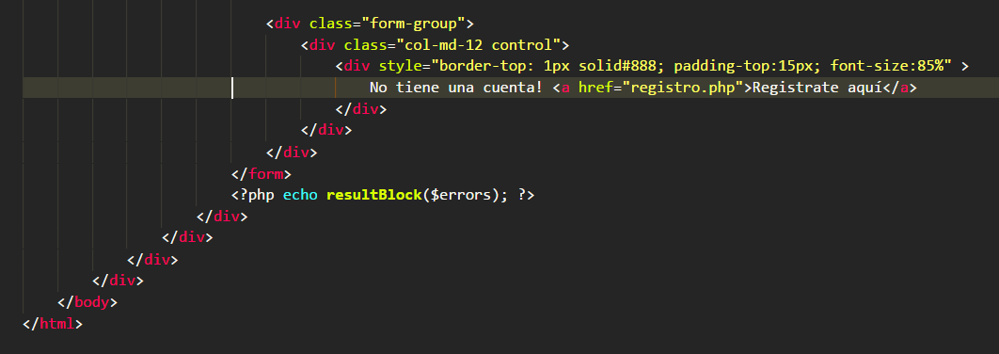 <div class="form-group">
<div class="col-md-12 control">
<div style="border-top: 1px solid#888; padding-top:15px; font-size:85%" >
No tiene una cuenta! <a href="registro.php">Registrate aquí</a>
</div>
</div>
</div>
</form>
<?php echo resultBlock($errors); ?>
</div>
</div>
</div>
</div>
</body>
</html>